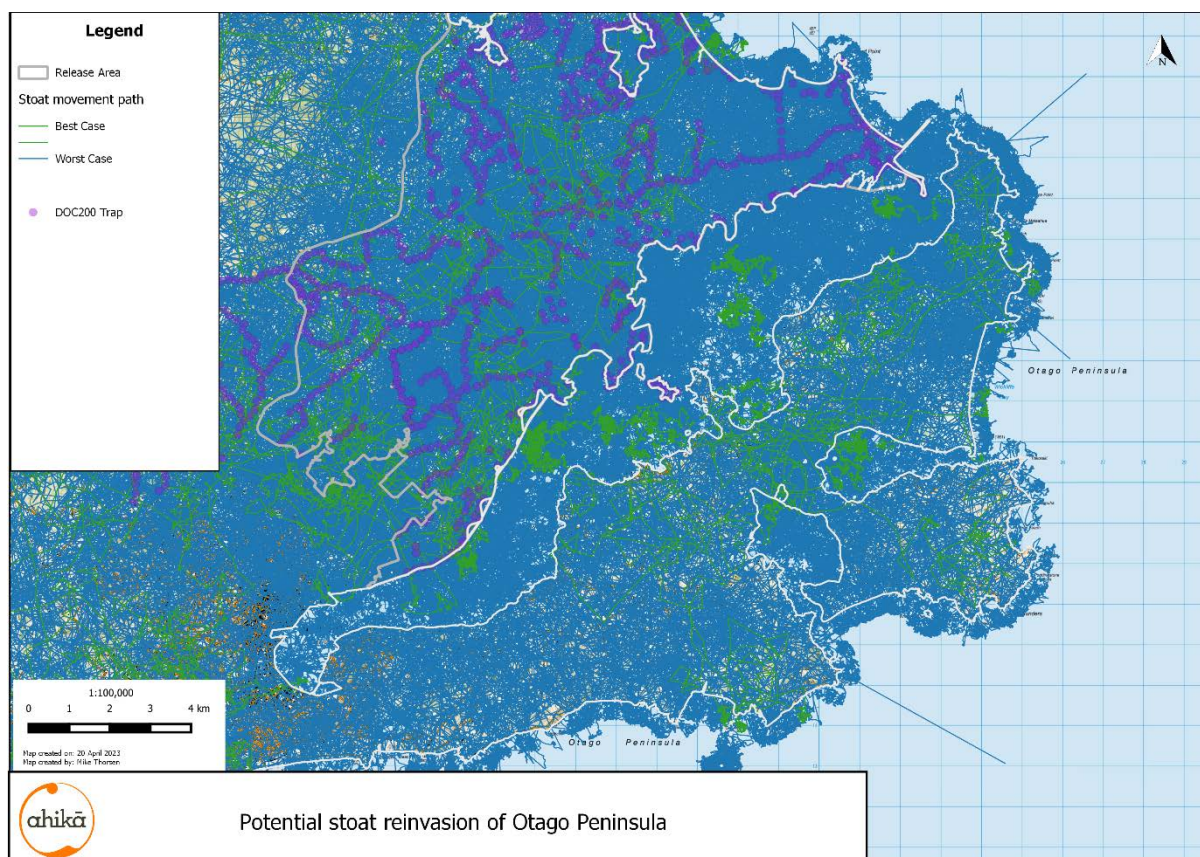 Legend
Release Area
Stoat movement path
Best Case
Worst Case
DOC200 Trap
N
Otago Peninsula
1:100,000
0 1 2 3 4 km
Map created on: 20 April 2023
Map created by: Mike Thorsen
Otago Peninsula
ahikā
Potential stoat reinvasion of Otago Peninsula